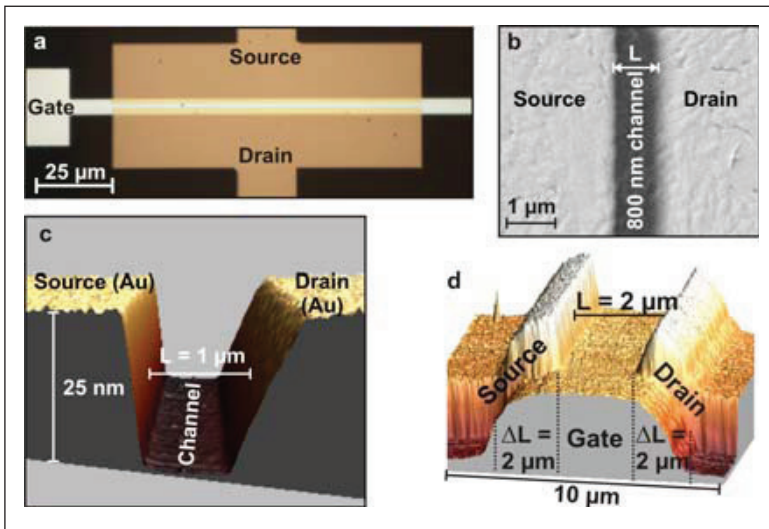 a
Source
Gate
Drain
25 μm
b
L
Source
Drain
800 nm channel
1 μm
c
Source (Au)
Drain
(Au)
L = 1 μm
25 nm
Channel
d
L = 2 μm
Source
Drain
ΔL =
2 μm
Gate
ΔL =
2 μm
10 μm